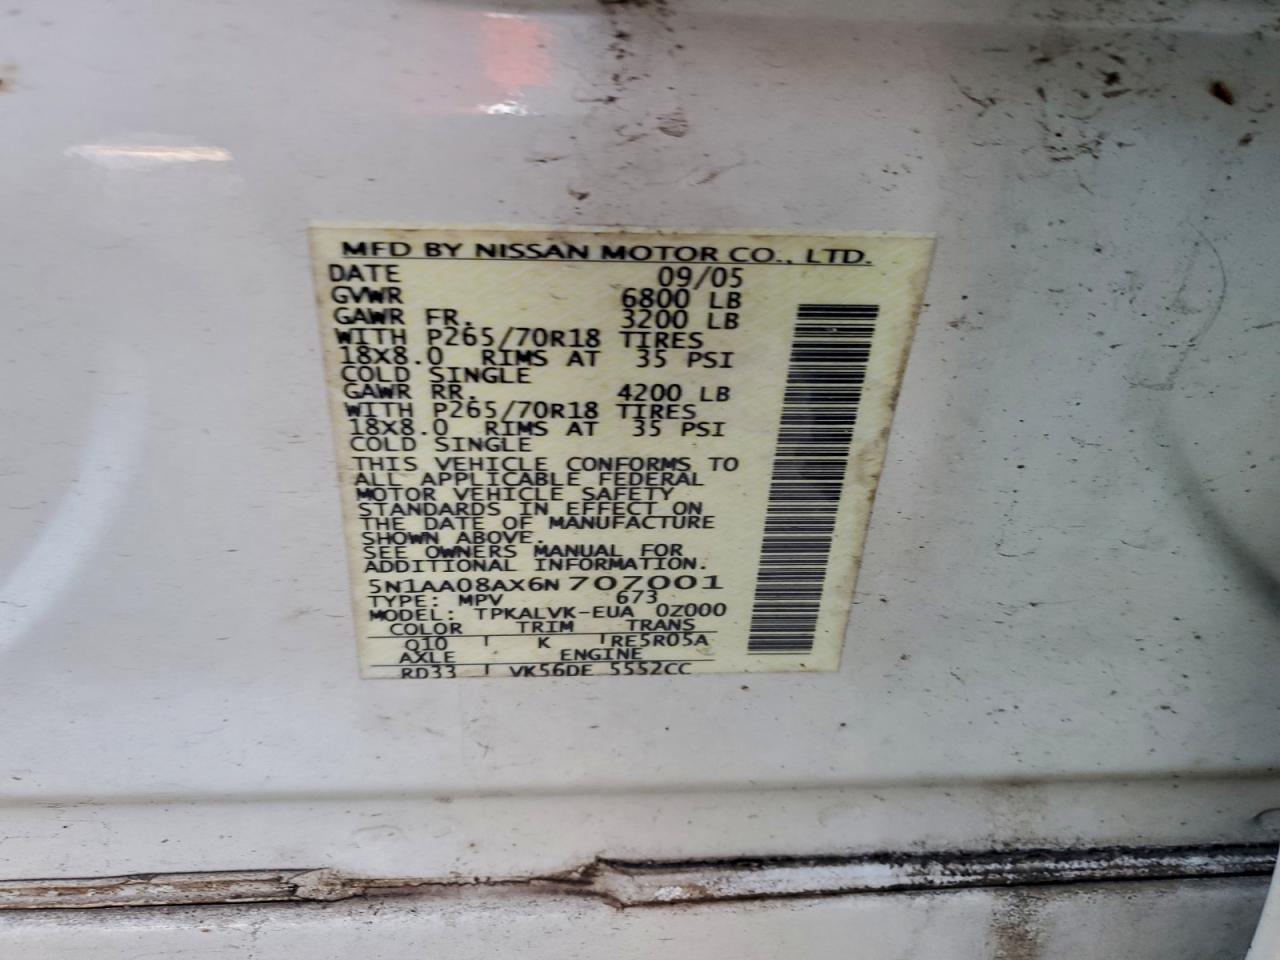 MFD BY NISSAN MOTOR CO., LTD.
DATE 09/05
GVWR 6800 LB
GAWR FR. 3200 LB
WITH P265/70R18 TIRES
18X8.0 RIMS AT 35 PSI
COLD SINGLE
GAWR RR. 4200 LB
WITH P265/70R18 TIRES
18X8.0 RIMS AT 35 PSI
COLD SINGLE
THIS VEHICLE CONFORMS TO
ALL APPLICABLE FEDERAL
MOTOR VEHICLE SAFETY
STANDARDS IN EFFECT ON
THE DATE OF MANUFACTURE
SHOWN ABOVE.
SEE OWNERS MANUAL FOR
ADDITIONAL INFORMATION.
5N1AA08AX6N707001
TYPE: MPV 673
MODEL: TPKALVK-EUA 0Z000
COLOR TRIM TRANS
Q10 K RE5R05A
AXLE ENGINE
RD33 VK56DE 5552CC